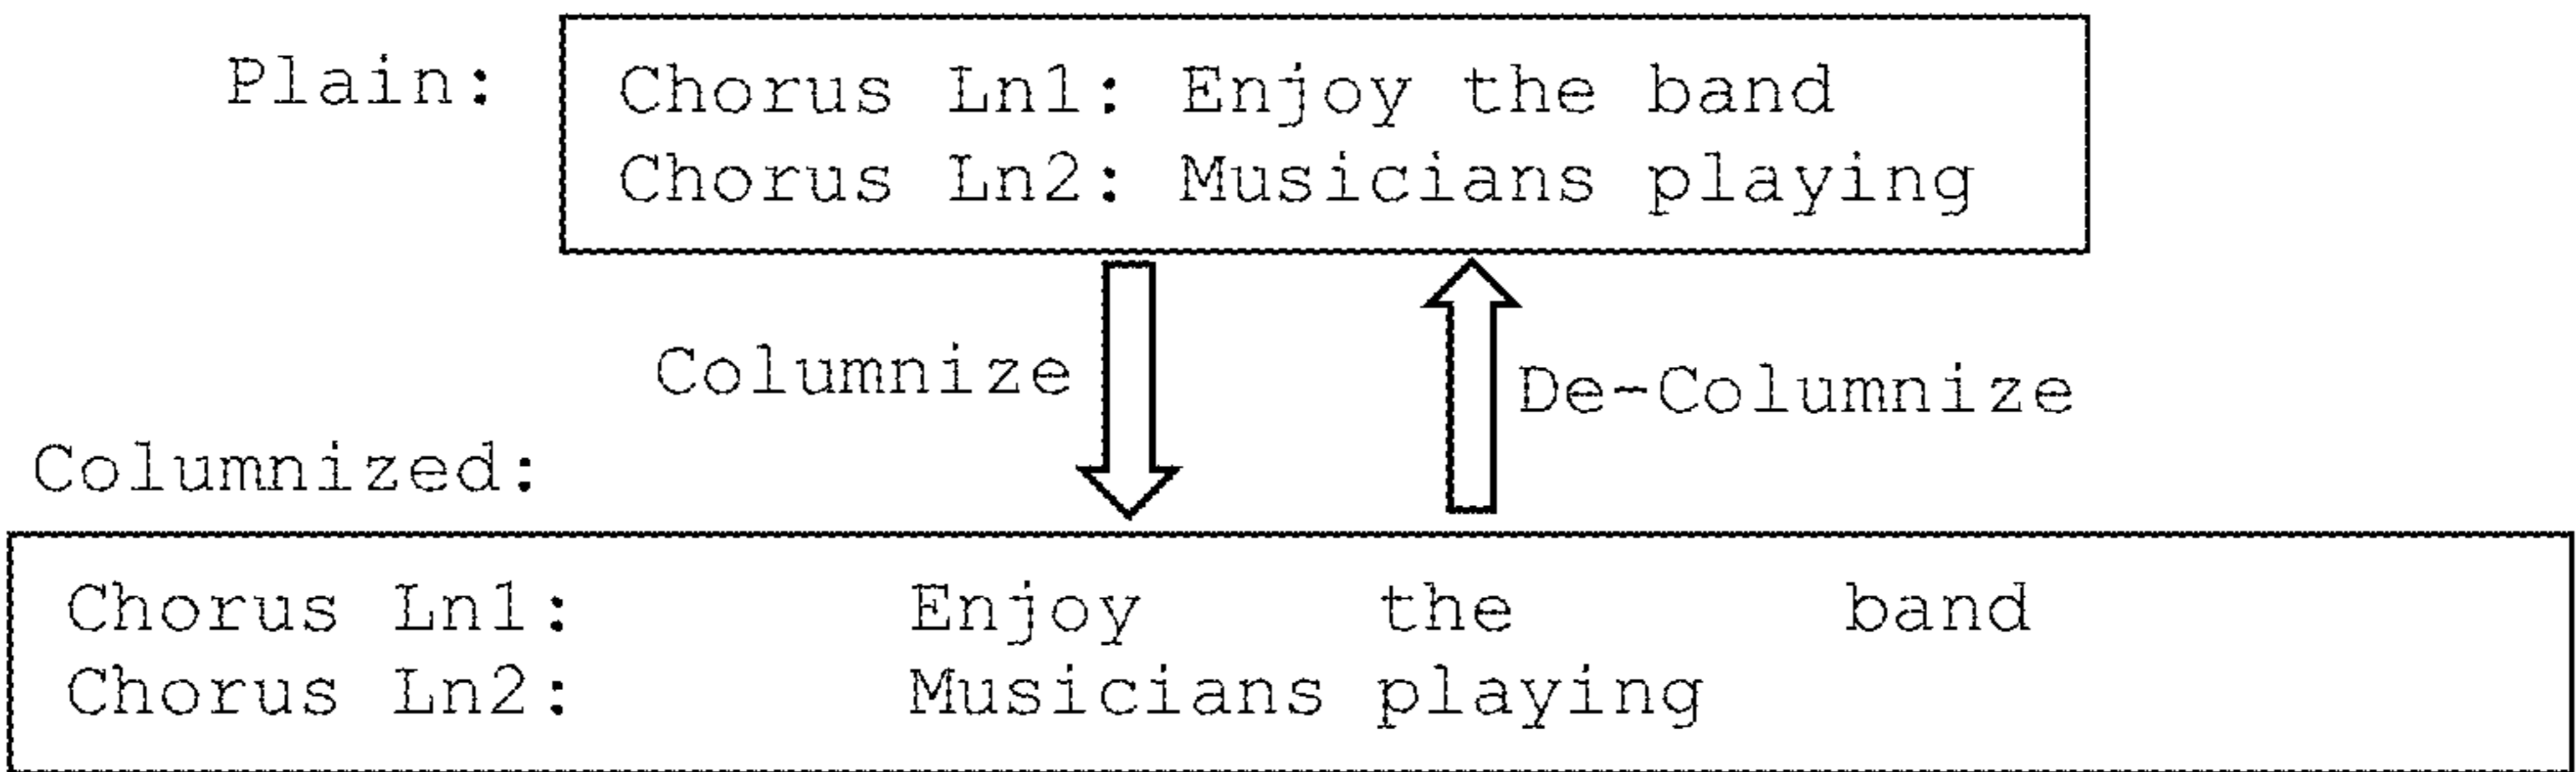 Plain:
Chorus Ln1: Enjoy the band
Chorus Ln2: Musicians playing
Columnize
De-Columnize
Columnized:
Chorus Ln1:       Enjoy     the       band
Chorus Ln2:       Musicians playing